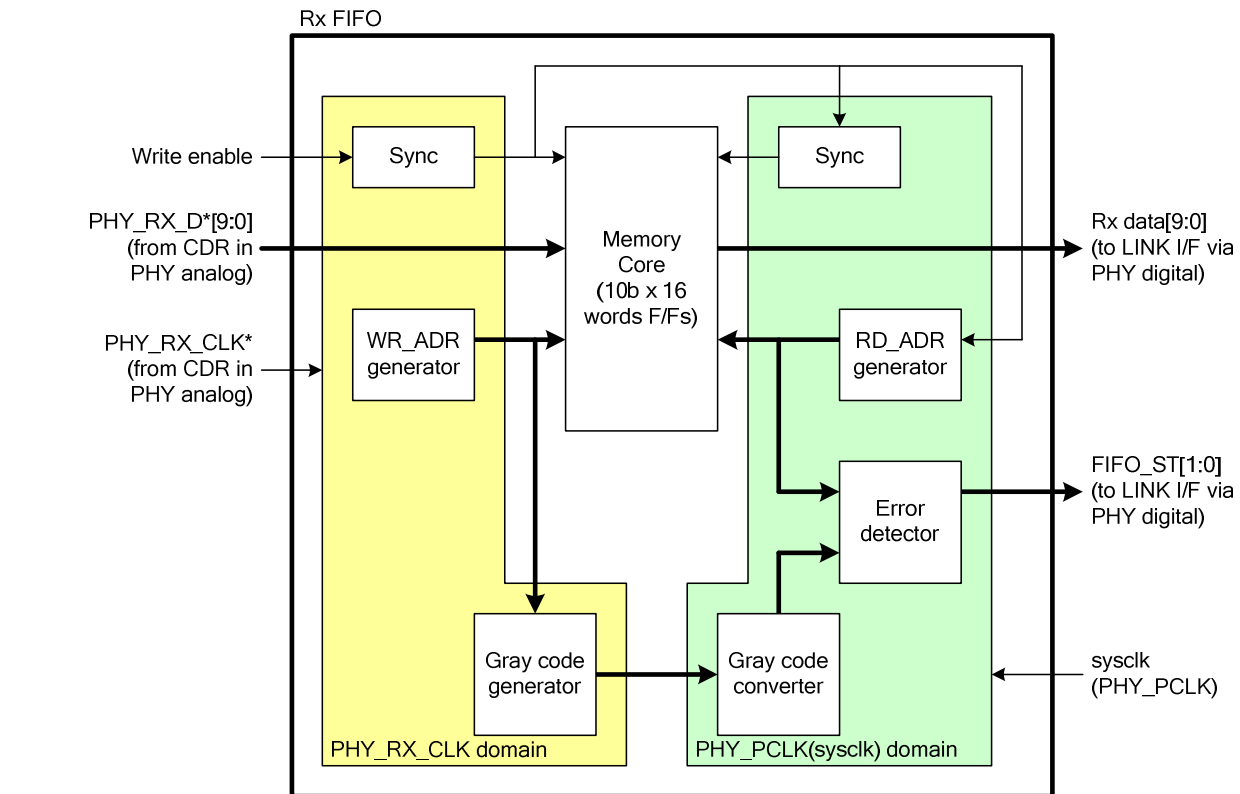 Rx FIFO
Write enable
Sync
Sync
PHY_RX_D*[9:0]
(from CDR in
PHY analog)
Memory
Core
(10b x 16
words F/Fs)
Rx data[9:0]
(to LINK I/F via
PHY digital)
PHY_RX_CLK*
(from CDR in
PHY analog)
WR_ADR
generator
RD_ADR
generator
Error
detector
FIFO_ST[1:0]
(to LINK I/F via
PHY digital)
Gray code
generator
Gray code
converter
sysclk
(PHY_PCLK)
PHY_RX_CLK domain
PHY_PCLK(sysclk) domain